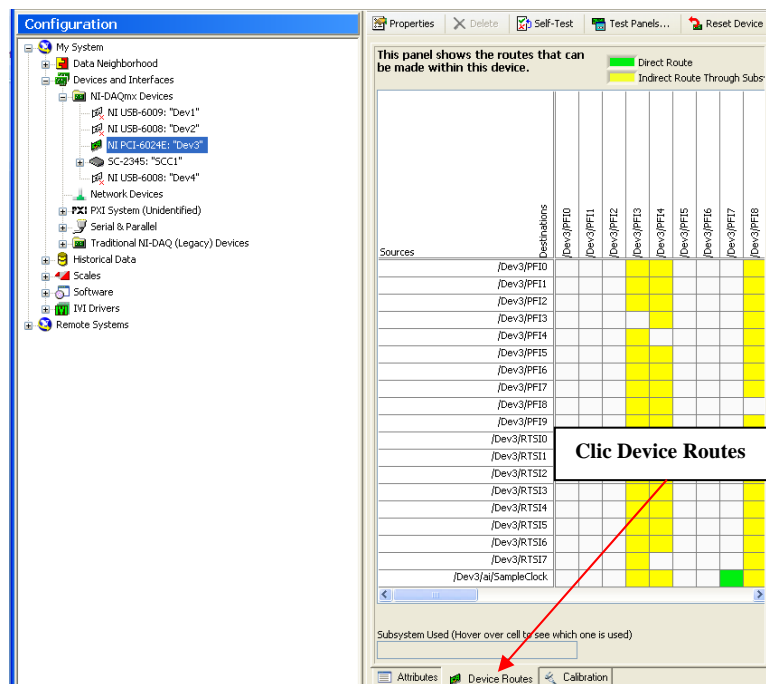 Configuration
My System
Data Neighborhood
Devices and Interfaces
NI-DAQmx Devices
NI USB-6009: "Dev1"
NI USB-6008: "Dev2"
NI PCI-6024E: "Dev3"
SC-2345: "SCC1"
NI USB-6008: "Dev4"
Network Devices
PXI PXI System (Unidentified)
Serial & Parallel
Traditional NI-DAQ (Legacy) Devices
Historical Data
Scales
Software
IVI Drivers
Remote Systems
Properties Delete Self-Test Test Panels... Reset Device
This panel shows the routes that can
be made within this device.
Direct Route
Indirect Route Through Subs
Sources
Destinations
/Dev3/PFI0
/Dev3/PFI1
/Dev3/PFI2
/Dev3/PFI3
/Dev3/PFI4
/Dev3/PFI5
/Dev3/PFI6
/Dev3/PFI7
/Dev3/PFI8
/Dev3/PFI0
/Dev3/PFI1
/Dev3/PFI2
/Dev3/PFI3
/Dev3/PFI4
/Dev3/PFI5
/Dev3/PFI6
/Dev3/PFI7
/Dev3/PFI8
/Dev3/PFI9
/Dev3/RTSI0
/Dev3/RTSI1
/Dev3/RTSI2
/Dev3/RTSI3
/Dev3/RTSI4
/Dev3/RTSI5
/Dev3/RTSI6
/Dev3/RTSI7
/Dev3/ai/SampleClock
Clic Device Routes
Subsystem Used (Hover over cell to see which one is used)
Attributes Device Routes Calibration